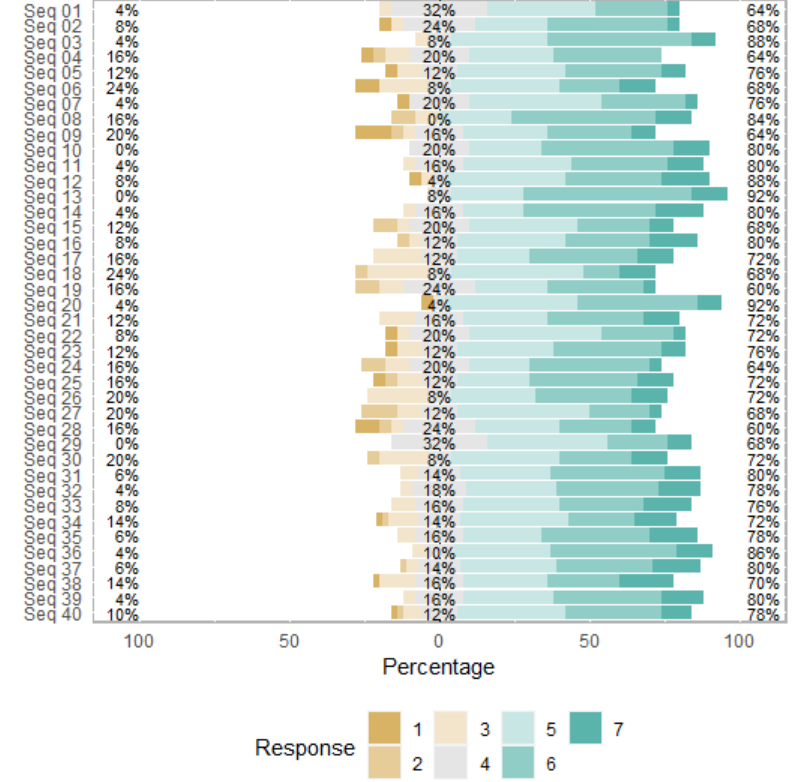 Seq 01 4% 32% 64%
Seq 02 8% 24% 68%
Seq 03 4% 8% 88%
Seq 04 16% 20% 64%
Seq 05 12% 12% 76%
Seq 06 24% 8% 68%
Seq 07 4% 20% 76%
Seq 08 16% 0% 84%
Seq 09 20% 16% 64%
Seq 10 0% 20% 80%
Seq 11 4% 16% 80%
Seq 12 8% 4% 88%
Seq 13 0% 8% 92%
Seq 14 4% 16% 80%
Seq 15 12% 20% 68%
Seq 16 8% 12% 80%
Seq 17 16% 12% 72%
Seq 18 24% 8% 68%
Seq 19 16% 24% 60%
Seq 20 4% 4% 92%
Seq 21 12% 16% 72%
Seq 22 8% 20% 72%
Seq 23 12% 12% 76%
Seq 24 16% 20% 64%
Seq 25 16% 12% 72%
Seq 26 20% 8% 72%
Seq 27 20% 12% 68%
Seq 28 16% 24% 60%
Seq 29 0% 32% 68%
Seq 30 20% 8% 72%
Seq 31 6% 14% 80%
Seq 32 4% 18% 78%
Seq 33 8% 16% 76%
Seq 34 14% 14% 72%
Seq 35 6% 16% 78%
Seq 36 4% 10% 86%
Seq 37 6% 14% 80%
Seq 38 14% 16% 70%
Seq 39 4% 16% 80%
Seq 40 10% 12% 78%
100 50 0 50 100
Percentage
Response
1 3 5 7
2 4 6